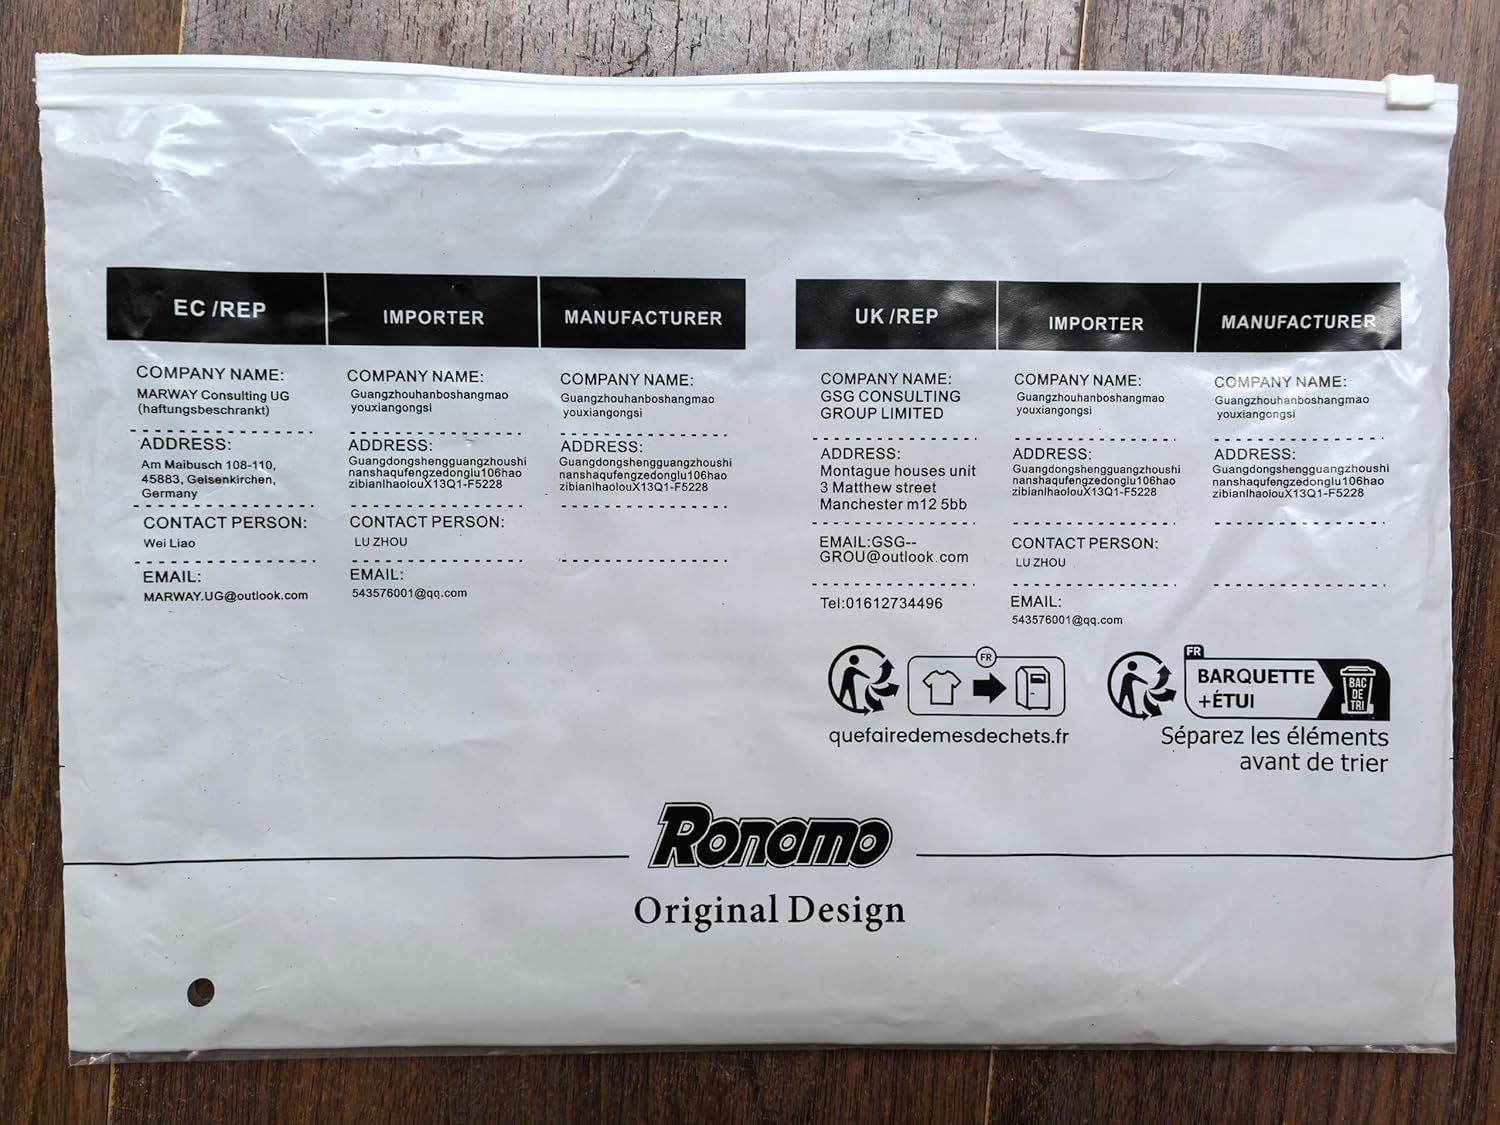 EC /REP
IMPORTER
MANUFACTURER
COMPANY NAME:
MARWAY Consulting UG
(haftungsbeschrankt)
ADDRESS:
Am Maibusch 108-110,
45883, Gelsenkirchen,
Germany
CONTACT PERSON:
Wei Liao
EMAIL:
MARWAY.UG@outlook.com
COMPANY NAME:
Guangzhouhanboshangmao
youxiangongsi
ADDRESS:
Guangdongshengguangzhoushi
nanshaqufengzedonglu106hao
zibianlhaolouX13Q1-F5228
CONTACT PERSON:
LU ZHOU
EMAIL:
543576001@qq.com
COMPANY NAME:
Guangzhouhanboshangmao
youxiangongsi
ADDRESS:
Guangdongshengguangzhoushi
nanshaqufengzedonglu106hao
zibianlhaolouX13Q1-F5228
UK /REP
IMPORTER
MANUFACTURER
COMPANY NAME:
GSG CONSULTING
GROUP LIMITED
ADDRESS:
Montague houses unit
3 Matthew street
Manchester m12 5bb
EMAIL:GSG--
GROU@outlook.com
Tel:01612734496
COMPANY NAME:
Guangzhouhanboshangmao
youxiangongsi
ADDRESS:
Guangdongshengguangzhoushi
nanshaqufengzedonglu106hao
zibianlhaolouX13Q1-F5228
CONTACT PERSON:
LU ZHOU
EMAIL:
543576001@qq.com
COMPANY NAME:
Guangzhouhanboshangmao
youxiangongsi
ADDRESS:
Guangdongshengguangzhoushi
nanshaqufengzedonglu106hao
zibianlhaolouX13Q1-F5228
FR
quefairedemesdechets.fr
FR
BARQUETTE
+ÉTUI
BAC
DE
TRI
Séparez les éléments
avant de trier
Ronomo
Original Design